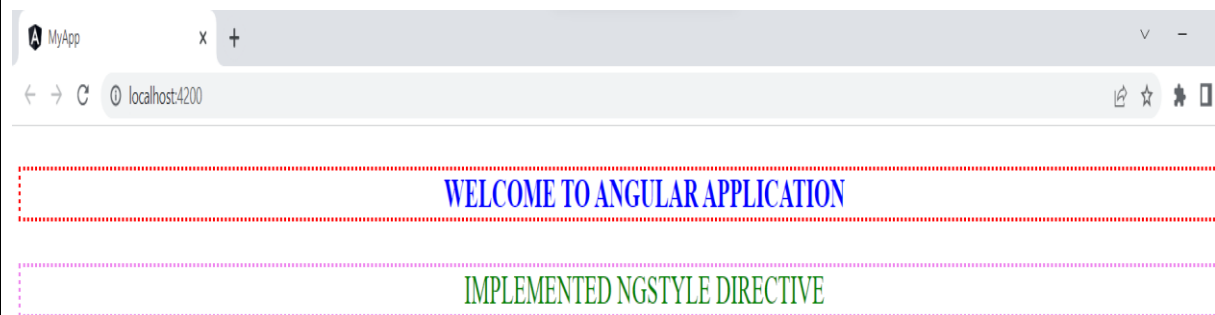 MyApp
localhost:4200
WELCOME TO ANGULAR APPLICATION
IMPLEMENTED NGSTYLE DIRECTIVE